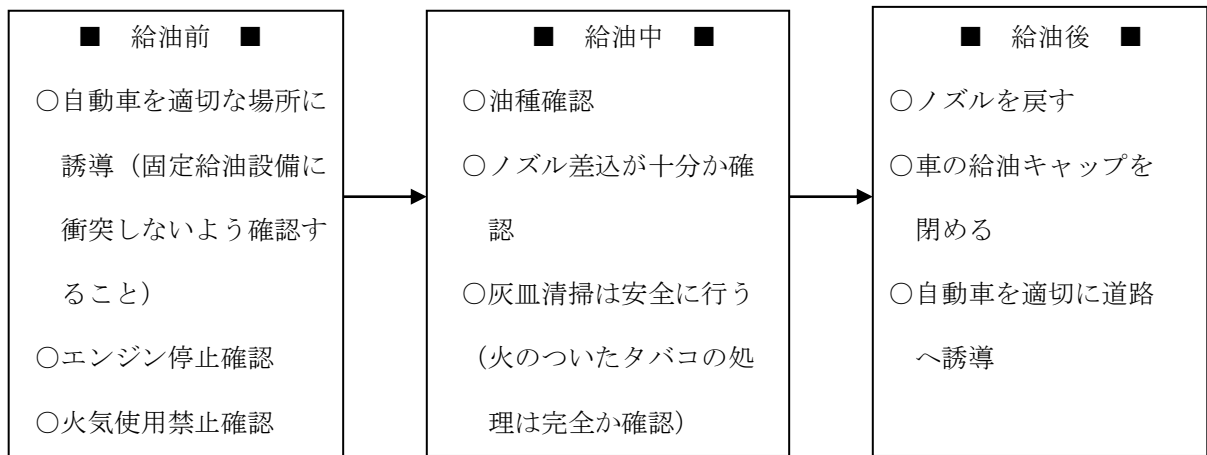 ■ 給油前 ■
○自動車を適切な場所に
誘導（固定給油設備に
衝突しないよう確認す
ること）
○エンジン停止確認
○火気使用禁止確認
■ 給油中 ■
○油種確認
○ノズル差込が十分か確
認
○灰皿清掃は安全に行う
（火のついたタバコの処
理は完全か確認）
■ 給油後 ■
○ノズルを戻す
○車の給油キャップを
閉める
○自動車を適切に道路
へ誘導